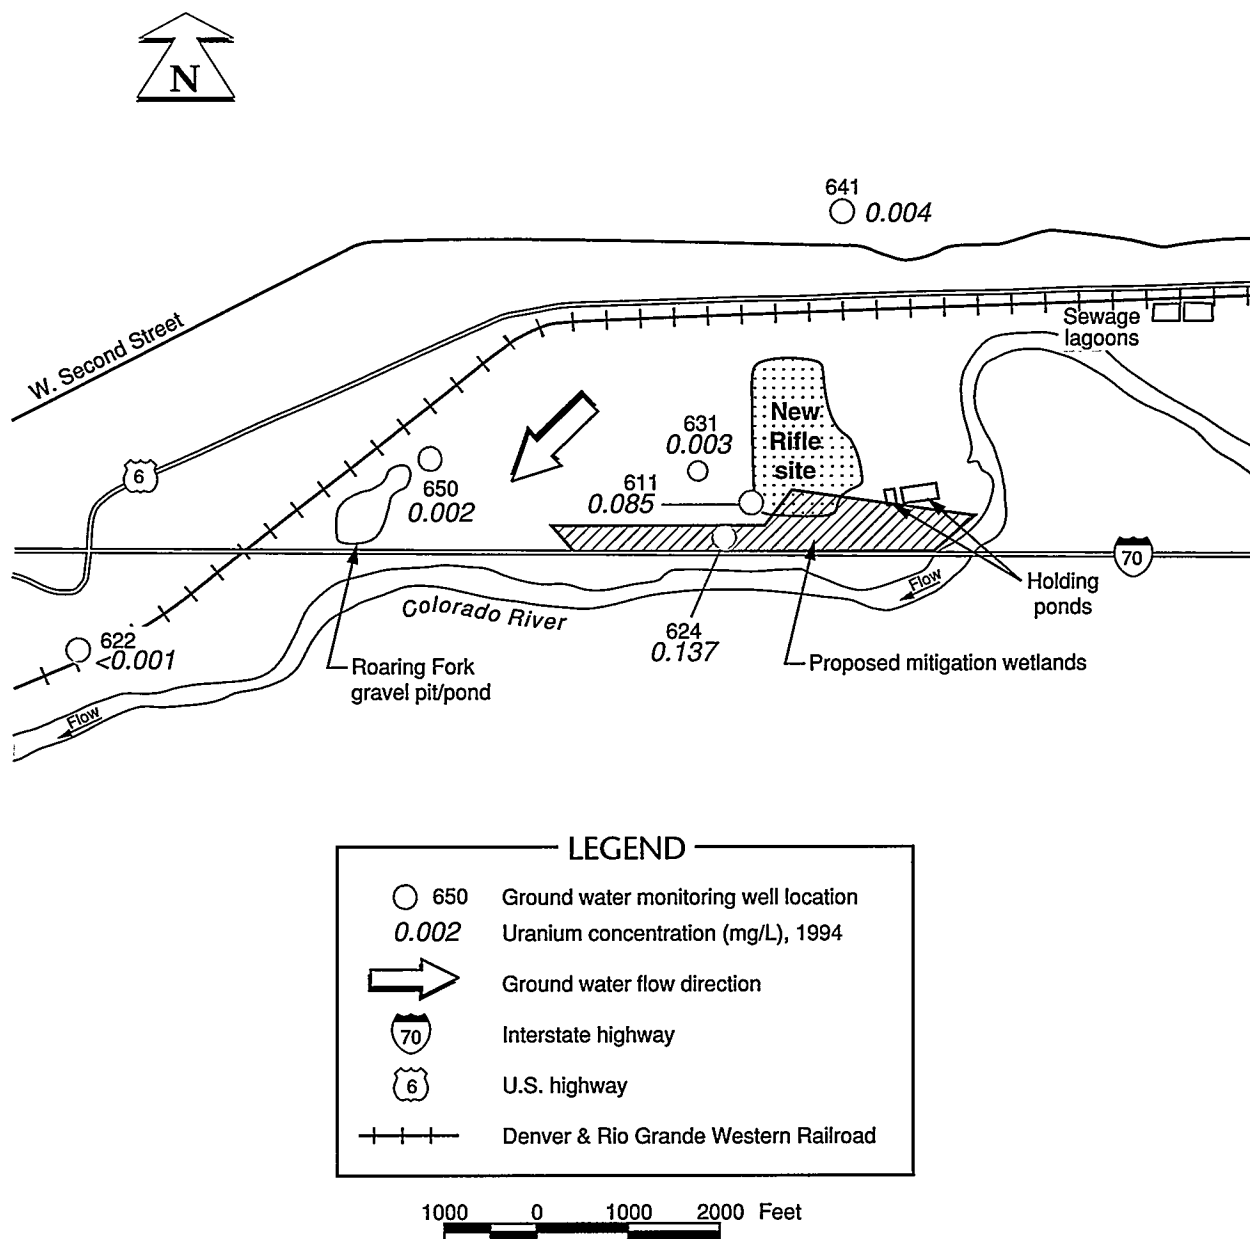 N
641
0.004
W. Second Street
Sewage
lagoons
6
New
Rifle
site
631
0.003
611
0.085
650
0.002
70
Flow
Holding
ponds
Colorado River
622
<0.001
624
0.137
Roaring Fork
gravel pit/pond
Proposed mitigation wetlands
Flow
LEGEND
650 Ground water monitoring well location
0.002 Uranium concentration (mg/L), 1994
Ground water flow direction
70 Interstate highway
6 U.S. highway
Denver & Rio Grande Western Railroad
1000 0 1000 2000 Feet